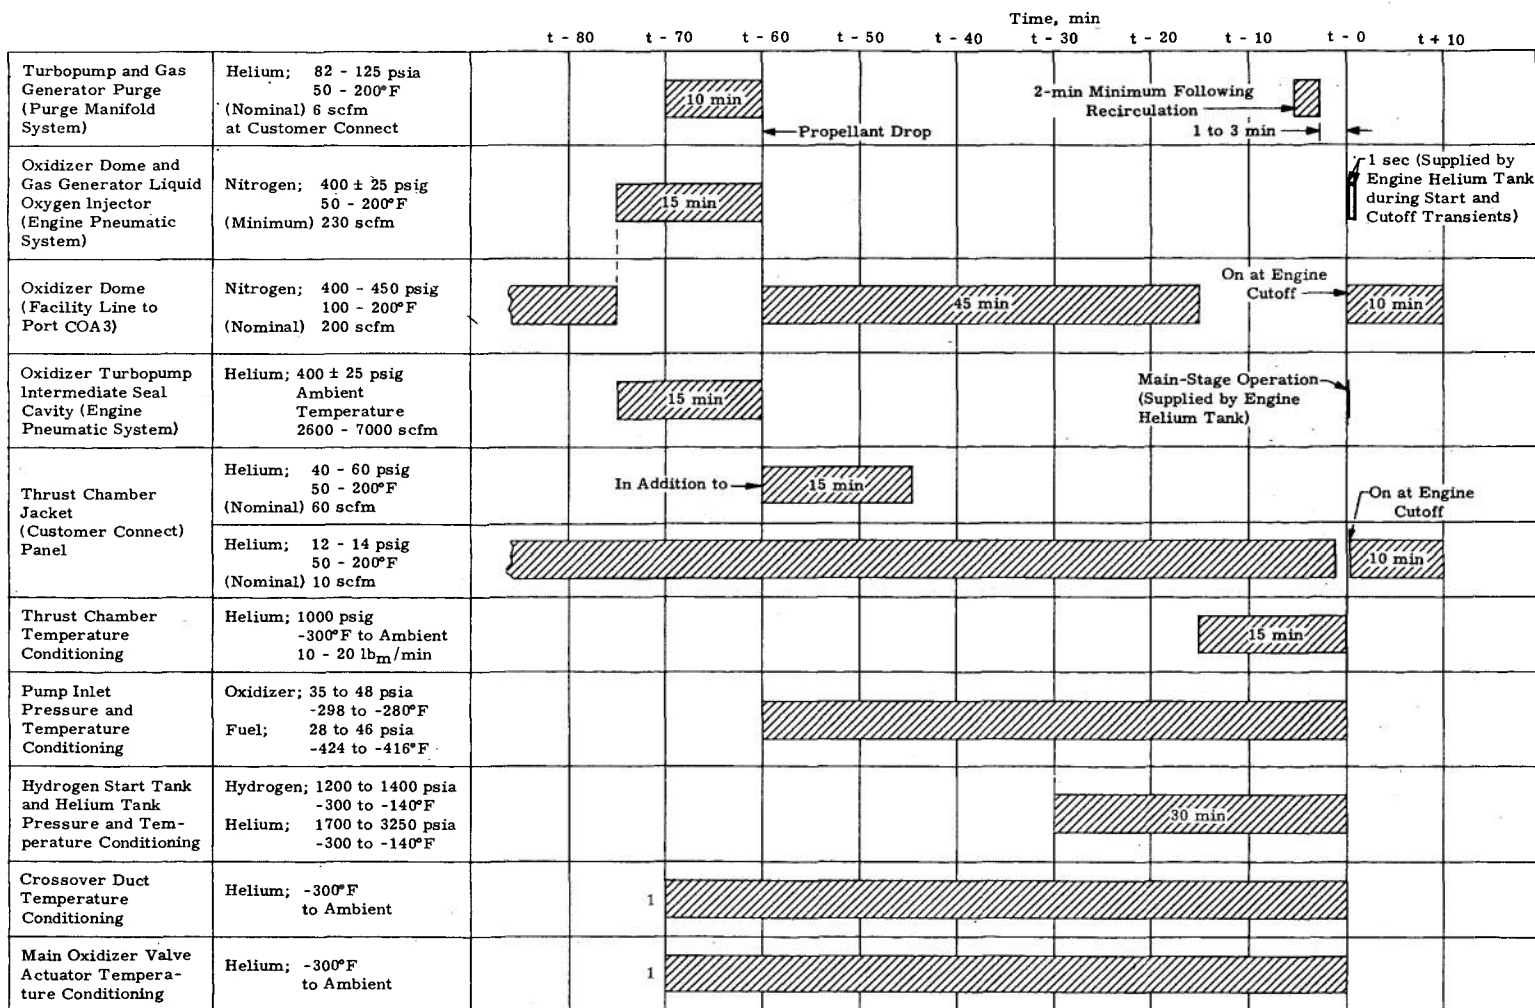 Time, min
t - 80 t - 70 t - 60 t - 50 t - 40 t - 30 t - 20 t - 10 t - 0 t + 10
Turbopump and Gas
Generator Purge
(Purge Manifold
System)
Helium; 82 - 125 psia
50 - 200°F
(Nominal) 6 scfm
at Customer Connect
10 min
Propellant Drop
2-min Minimum Following
Recirculation
1 to 3 min
Oxidizer Dome and
Gas Generator Liquid
Oxygen Injector
(Engine Pneumatic
System)
Nitrogen; 400 ± 25 psig
50 - 200°F
(Minimum) 230 scfm
15 min
1 sec (Supplied by
Engine Helium Tank
during Start and
Cutoff Transients)
Oxidizer Dome
(Facility Line to
Port COA3)
Nitrogen; 400 - 450 psig
100 - 200°F
(Nominal) 200 scfm
45 min
On at Engine
Cutoff
10 min
Oxidizer Turbopump
Intermediate Seal
Cavity (Engine
Pneumatic System)
Helium; 400 ± 25 psig
Ambient
Temperature
2600 - 7000 scfm
15 min
Main-Stage Operation
(Supplied by Engine
Helium Tank)
Thrust Chamber
Jacket
(Customer Connect)
Panel
Helium; 40 - 60 psig
50 - 200°F
(Nominal) 60 scfm
In Addition to
15 min
On at Engine
Cutoff
Helium; 12 - 14 psig
50 - 200°F
(Nominal) 10 scfm
10 min
Thrust Chamber
Temperature
Conditioning
Helium; 1000 psig
-300°F to Ambient
10 - 20 lbm/min
15 min
Pump Inlet
Pressure and
Temperature
Conditioning
Oxidizer; 35 to 48 psia
-298 to -280°F
Fuel; 28 to 46 psia
-424 to -416°F
Hydrogen Start Tank
and Helium Tank
Pressure and Tem-
perature Conditioning
Hydrogen; 1200 to 1400 psia
-300 to -140°F
Helium; 1700 to 3250 psia
-300 to -140°F
30 min
Crossover Duct
Temperature
Conditioning
Helium; -300°F
to Ambient
1
Main Oxidizer Valve
Actuator Tempera-
ture Conditioning
Helium; -300°F
to Ambient
1